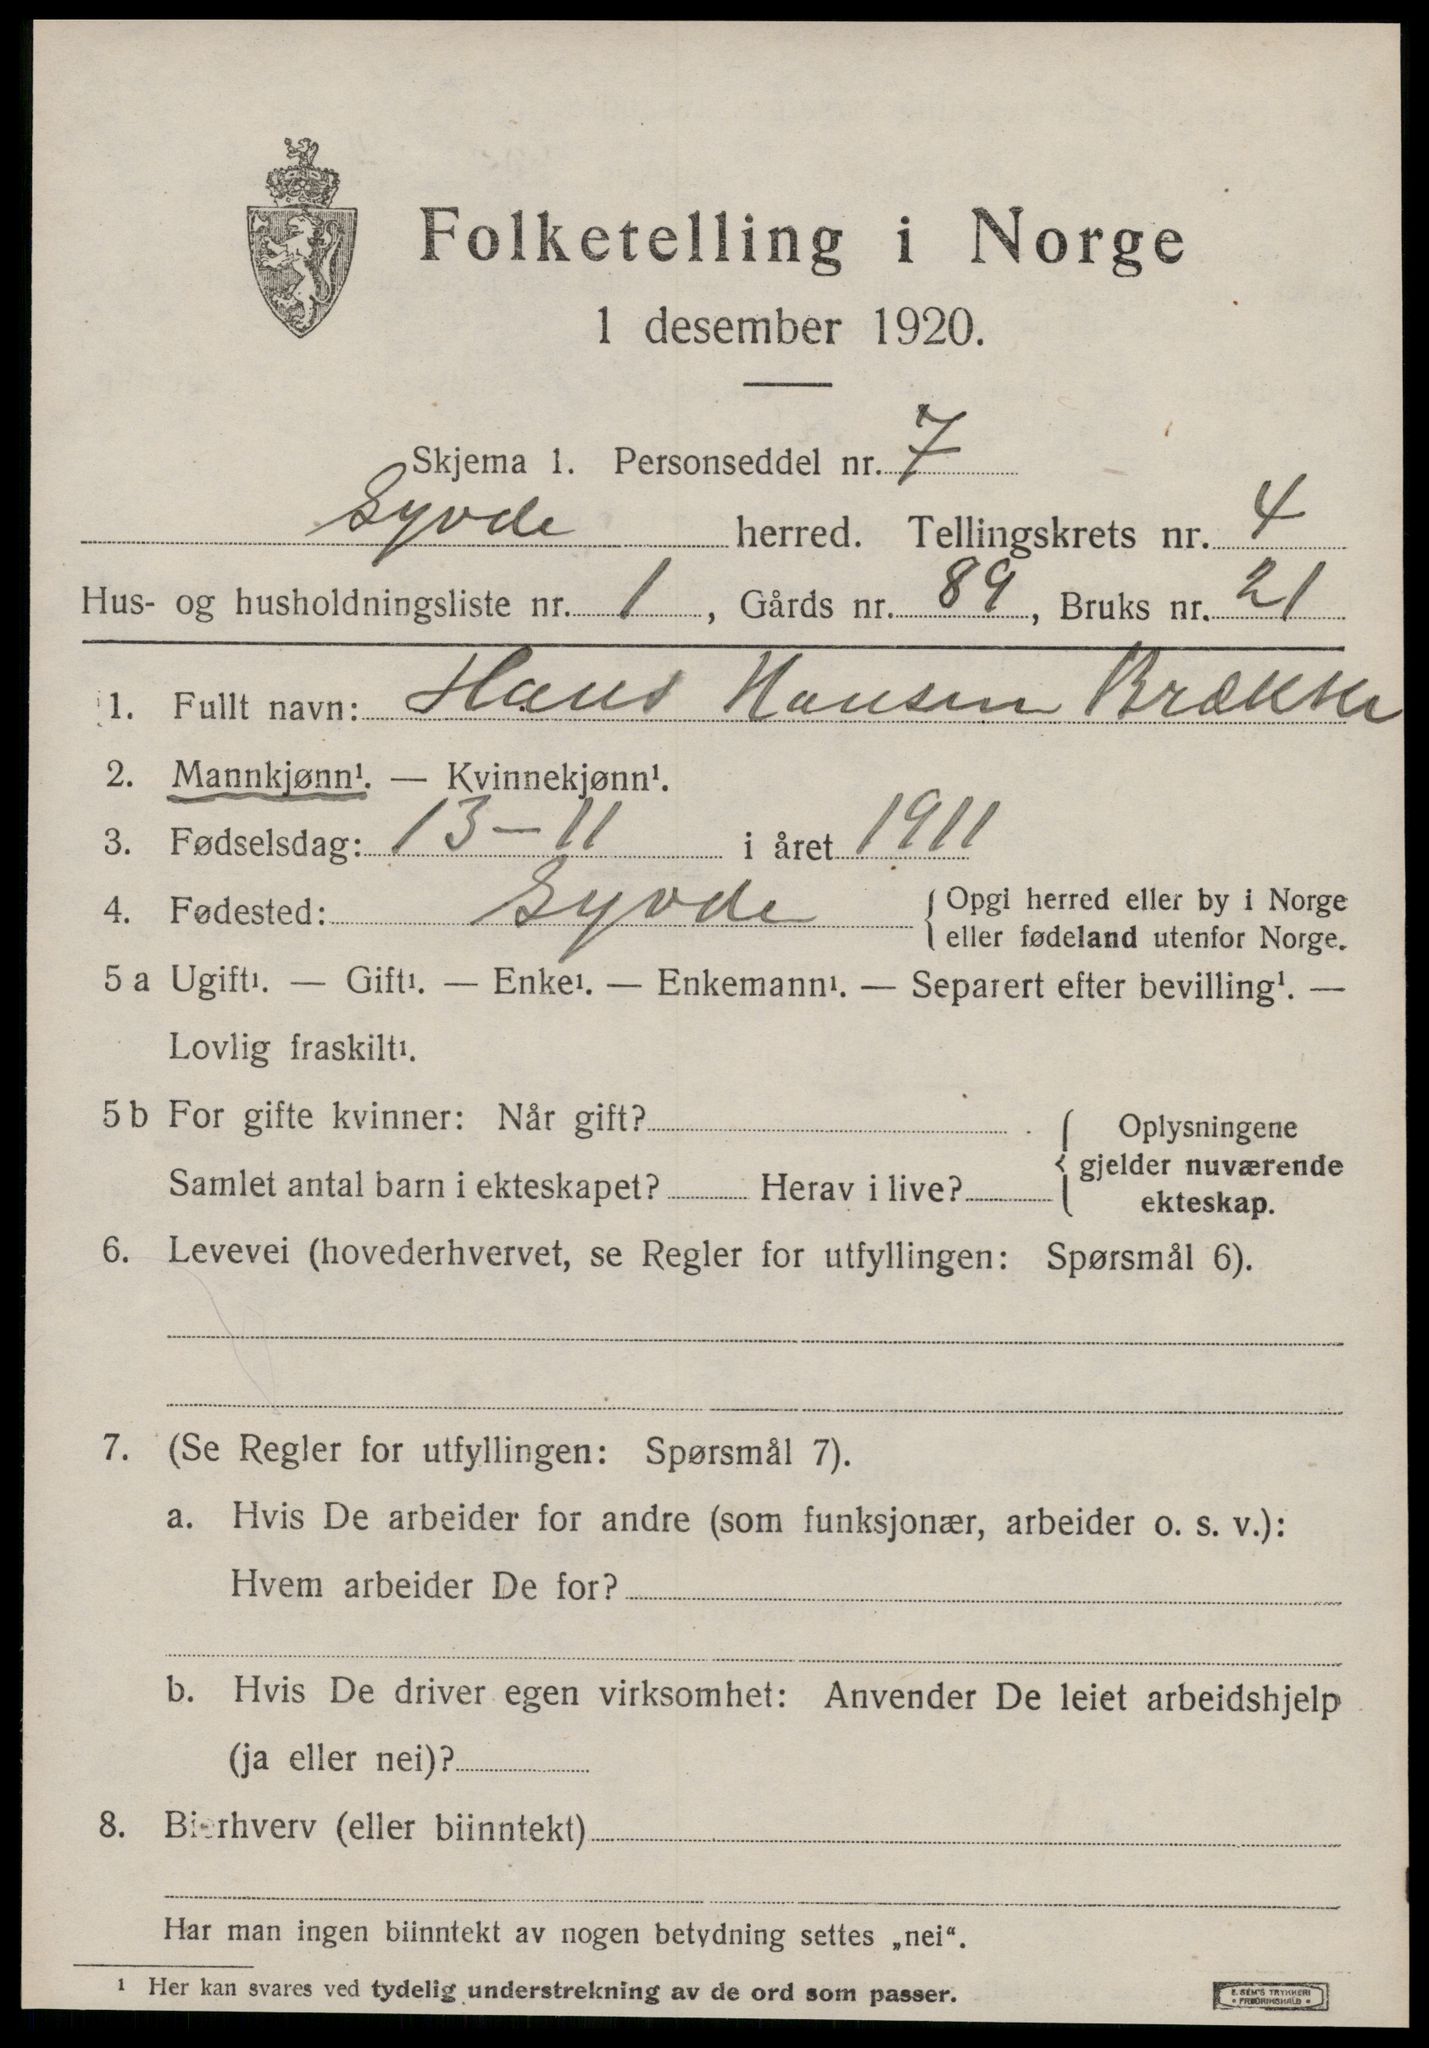 Folketelling i Norge
1 desember 1920.
Skjema 1. Personseddel nr. 7
Syvde herred. Tellingskrets nr. 4
Hus- og husholdningsliste nr. 1, Gårds nr. 89, Bruks nr. 21
1. Fullt navn: Hans Hansen Brække
2. Mannkjønn¹. — Kvinnekjønn¹.
3. Fødselsdag: 13-11 i året 1911
4. Fødested: Syvde { Opgi herred eller by i Norge
eller fødeland utenfor Norge.
5 a Ugift¹. — Gift¹. — Enke¹. — Enkemann¹. — Separert efter bevilling¹. —
Lovlig fraskilt¹.
5 b For gifte kvinner: Når gift? { Oplysningene
gjelder nuværende
Samlet antal barn i ekteskapet? Herav i live? ekteskap.
6. Levevei (hovederhvervet, se Regler for utfyllingen: Spørsmål 6).
7. (Se Regler for utfyllingen: Spørsmål 7).
a. Hvis De arbeider for andre (som funksjonær, arbeider o. s. v.):
Hvem arbeider De for?
b. Hvis De driver egen virksomhet: Anvender De leiet arbeidshjelp
(ja eller nei)?
8. Bierhverv (eller biinntekt)
Har man ingen biinntekt av nogen betydning settes „nei“.
¹ Her kan svares ved tydelig understrekning av de ord som passer.
E. SEM'S TRYKKERI
• FREDRIKSHALD •